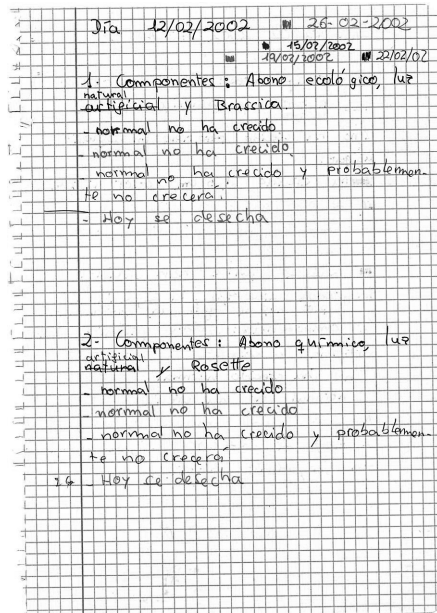 Día 12/02/2002 26-02-2002
15/02/2002
19/02/2002 22/02/02
1- Commponentes: Abono ecológico, luz
natural
artificial y Brassica.
- normal no ha crecido
- normal no ha crecido
- normal no ha crecido y probablemen-
te no crecerá.
- Hoy se desecha
2- Commponentes: Abono químico, luz
artificial
natural y Rosette
- normal no ha crecido
- normal no ha crecido
- normal no ha crecido y probablemen-
te no crecerá
26 - Hoy se desecha